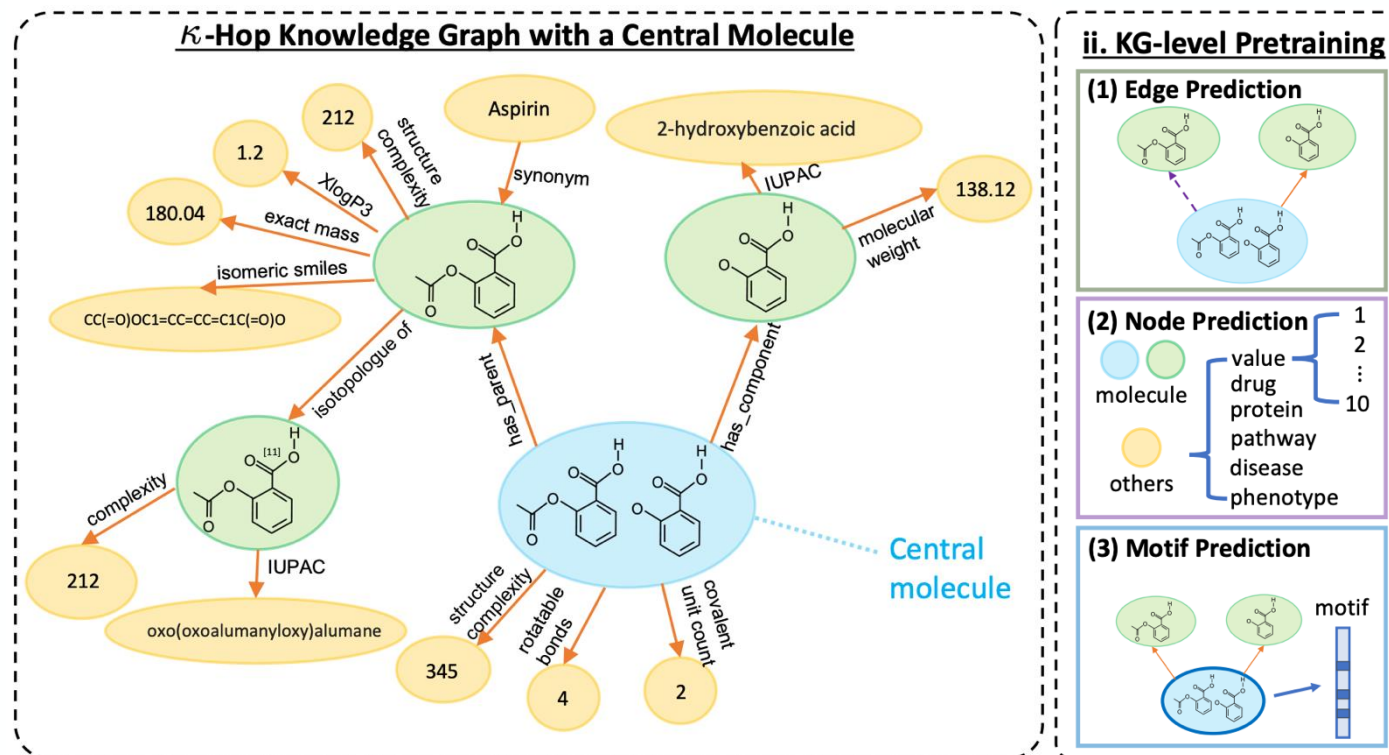 κ-Hop Knowledge Graph with a Central Molecule
212
structure
complexity
Aspirin
synonym
1.2
XlogP3
180.04
exact mass
isomeric smiles
CC(=O)OC1=CC=CC=C1C(=O)O
H
O
O
O
O
2-hydroxybenzoic acid
IUPAC
138.12
molecular
weight
H
O
O
O
isotopologue of
has_parent
has_component
H
[11]
O
O
O
O
complexity
212
IUPAC
oxo(oxoalumanyloxy)alumane
H
O
O
O
O
H
O
O
O
Central
molecule
structure
complexity
345
rotatable
bonds
4
covalent
unit count
2
ii. KG-level Pretraining
(1) Edge Prediction
H
O
O
O
O
H
O
O
O
H
O
O
O
O
H
O
O
O
(2) Node Prediction
molecule
others
value
drug
protein
pathway
disease
phenotype
1
2
⋮
10
(3) Motif Prediction
H
O
O
O
O
H
O
O
O
motif
H
O
O
O
O
H
O
O
O